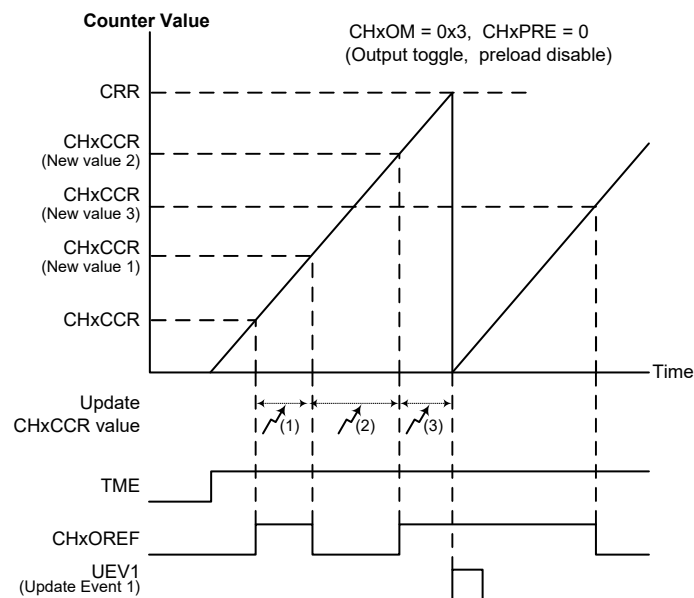 Counter Value
CHxOM = 0x3, CHxPRE = 0
(Output toggle, preload disable)
CRR
CHxCCR
(New value 2)
CHxCCR
(New value 3)
CHxCCR
(New value 1)
CHxCCR
Time
Update
CHxCCR value
(1)
(2)
(3)
TME
CHxOREF
UEV1
(Update Event 1)